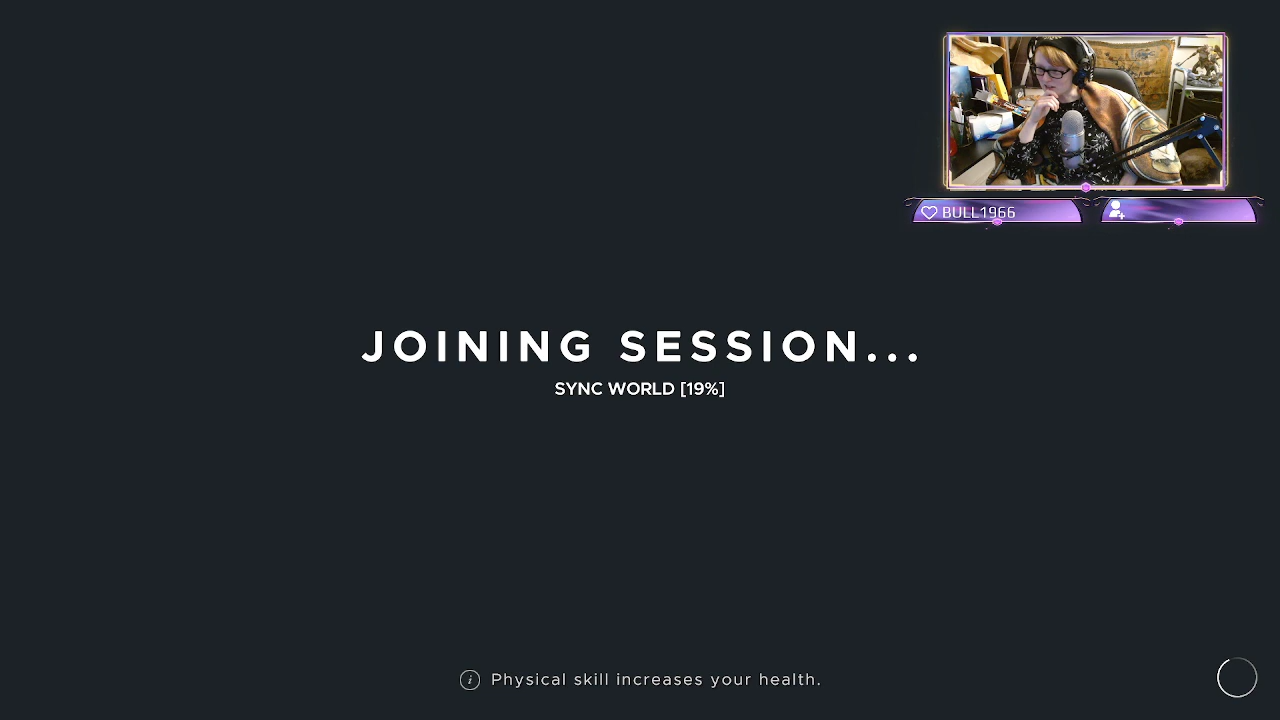 BULL1966
JOINING SESSION...
SYNC WORLD [19%]
Physical skill increases your health.